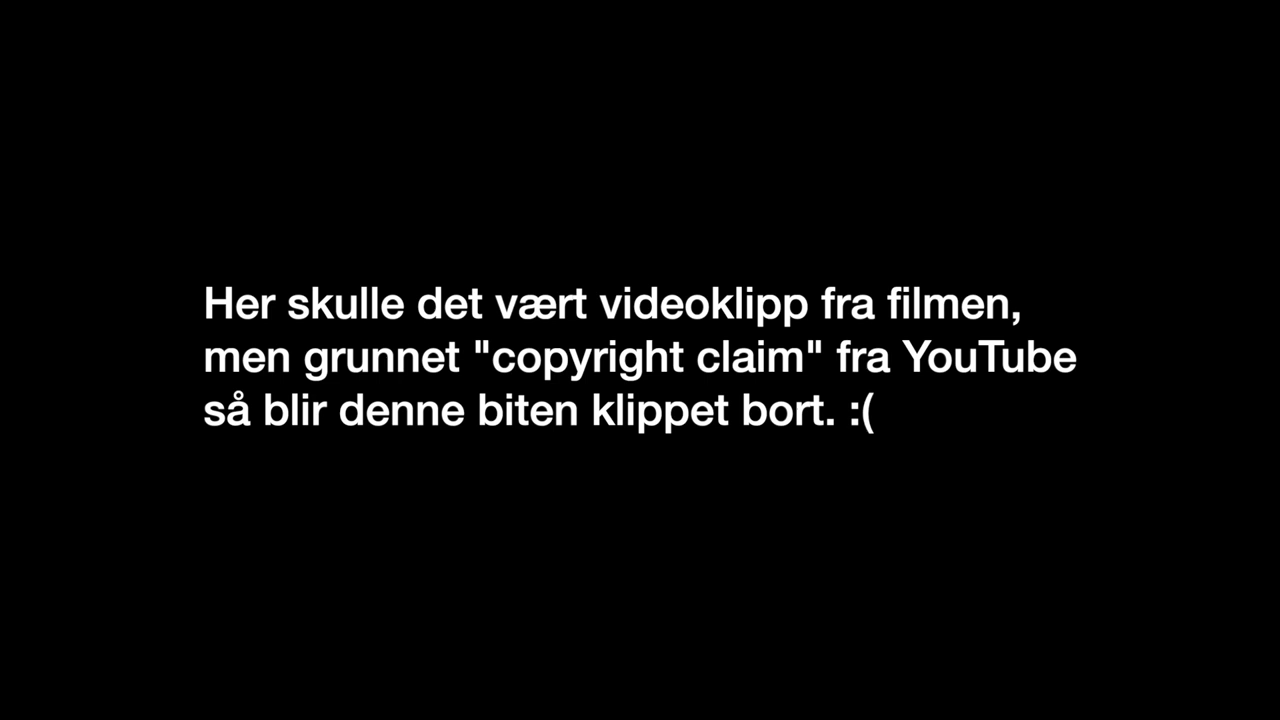 Her skulle det vært videoklipp fra filmen,
men grunnet "copyright claim" fra YouTube
så blir denne biten klippet bort. :(